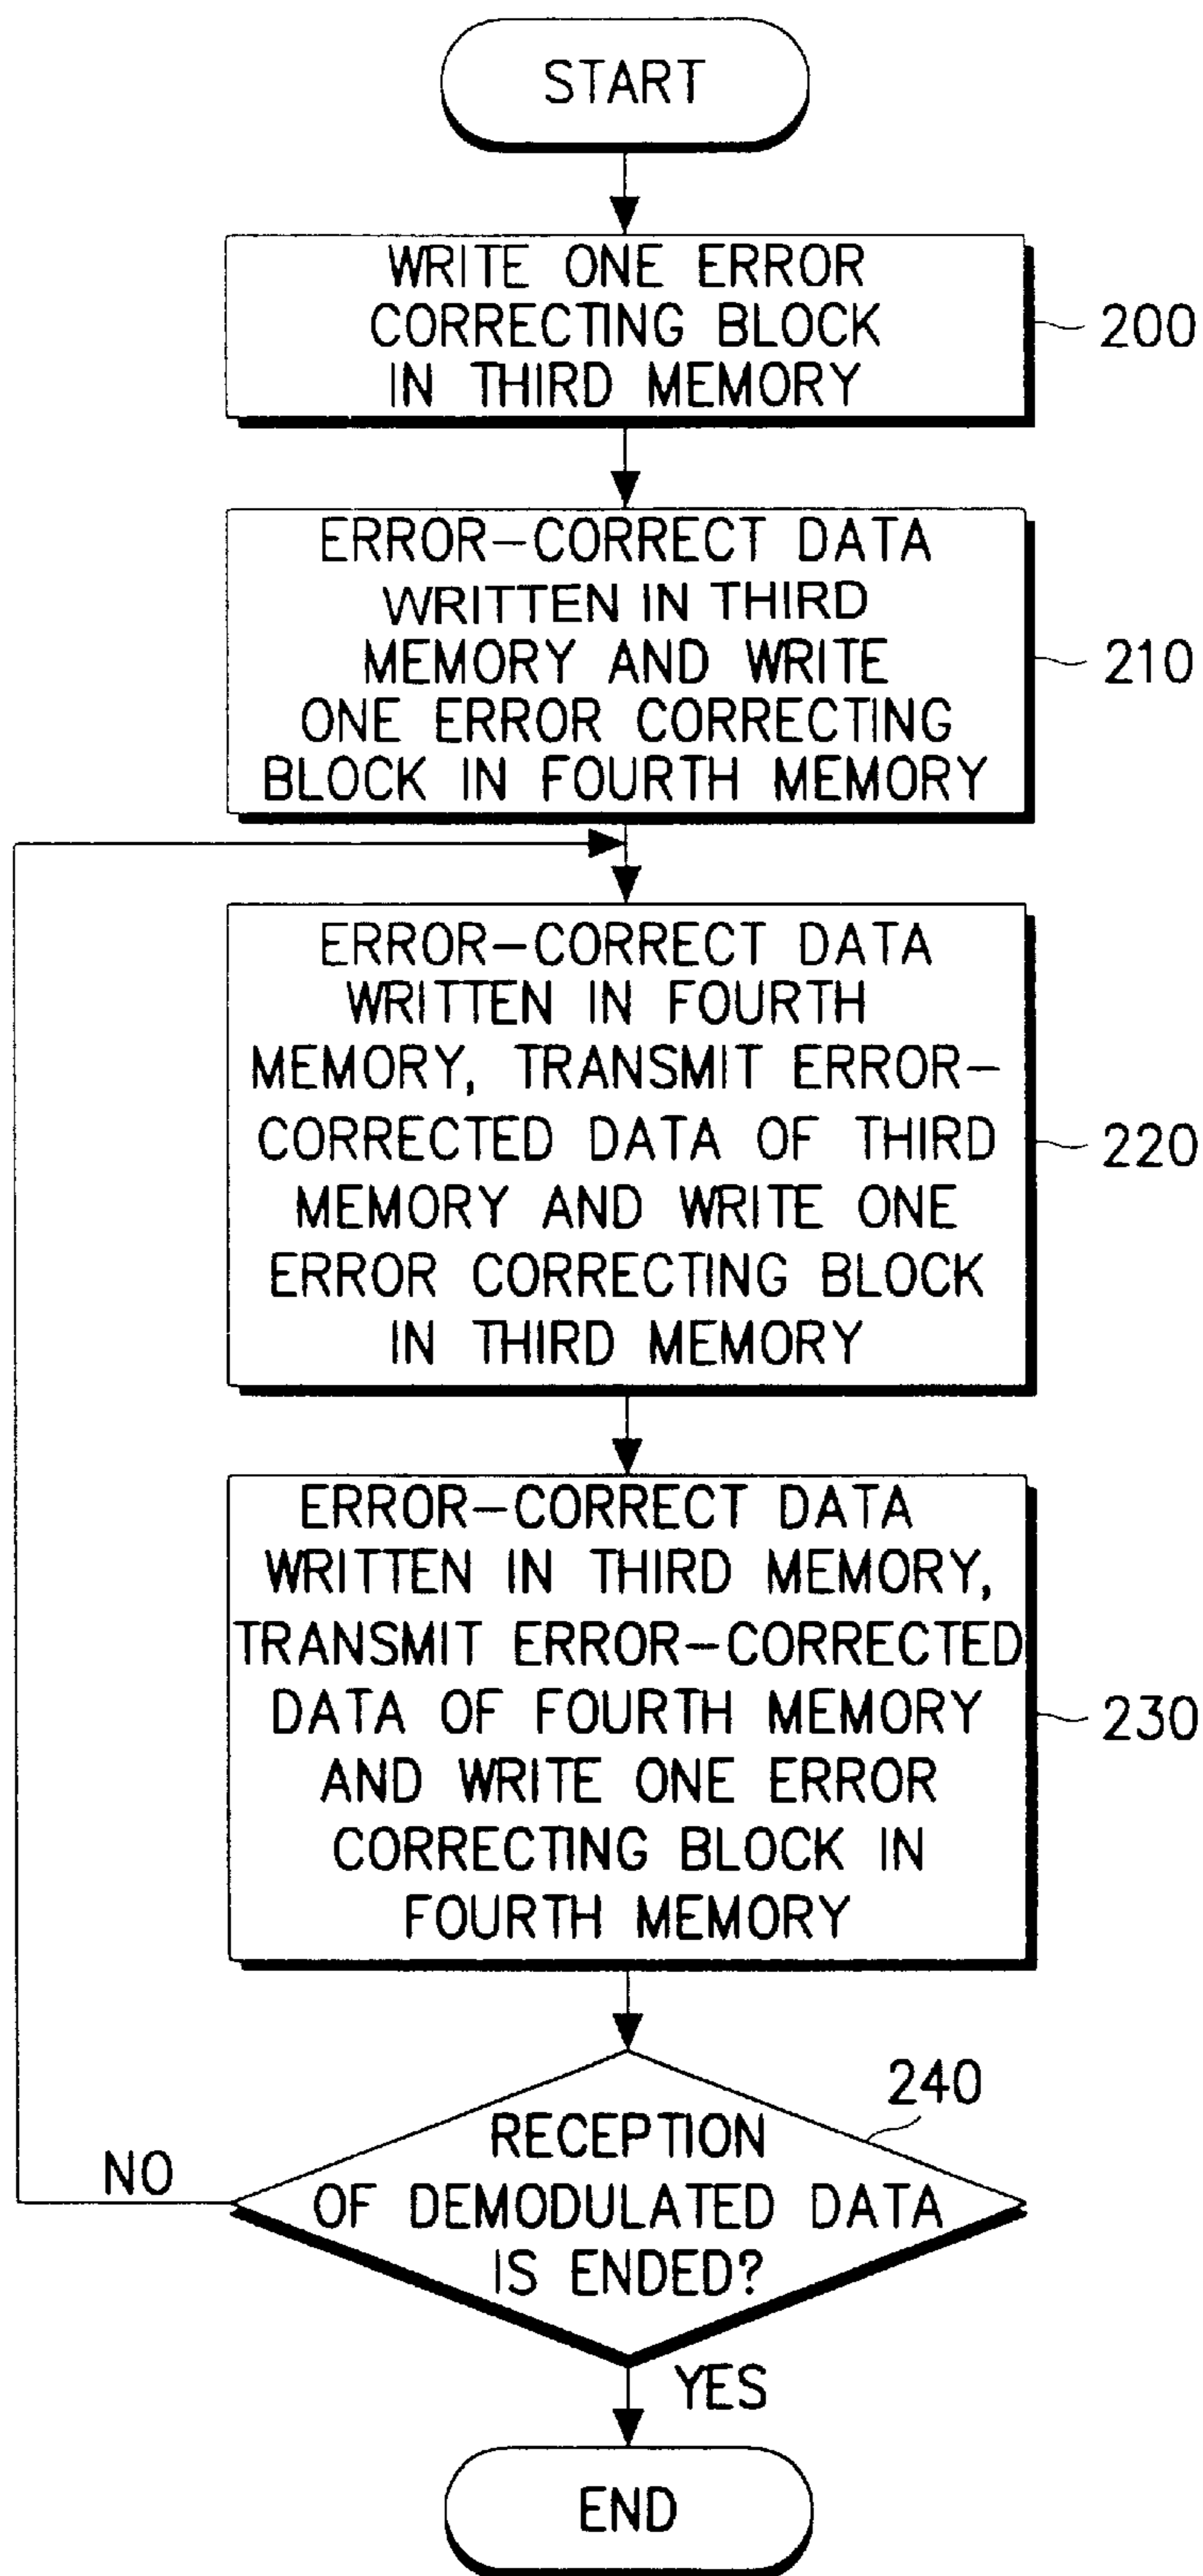 START
WRITE ONE ERROR
CORRECTING BLOCK
IN THIRD MEMORY
200
ERROR-CORRECT DATA
WRITTEN IN THIRD
MEMORY AND WRITE
ONE ERROR CORRECTING
BLOCK IN FOURTH MEMORY
210
ERROR-CORRECT DATA
WRITTEN IN FOURTH
MEMORY, TRANSMIT ERROR-
CORRECTED DATA OF THIRD
MEMORY AND WRITE ONE
ERROR CORRECTING BLOCK
IN THIRD MEMORY
220
ERROR-CORRECT DATA
WRITTEN IN THIRD MEMORY,
TRANSMIT ERROR-CORRECTED
DATA OF FOURTH MEMORY
AND WRITE ONE ERROR
CORRECTING BLOCK IN
FOURTH MEMORY
230
240
RECEPTION
OF DEMODULATED DATA
IS ENDED?
NO
YES
END